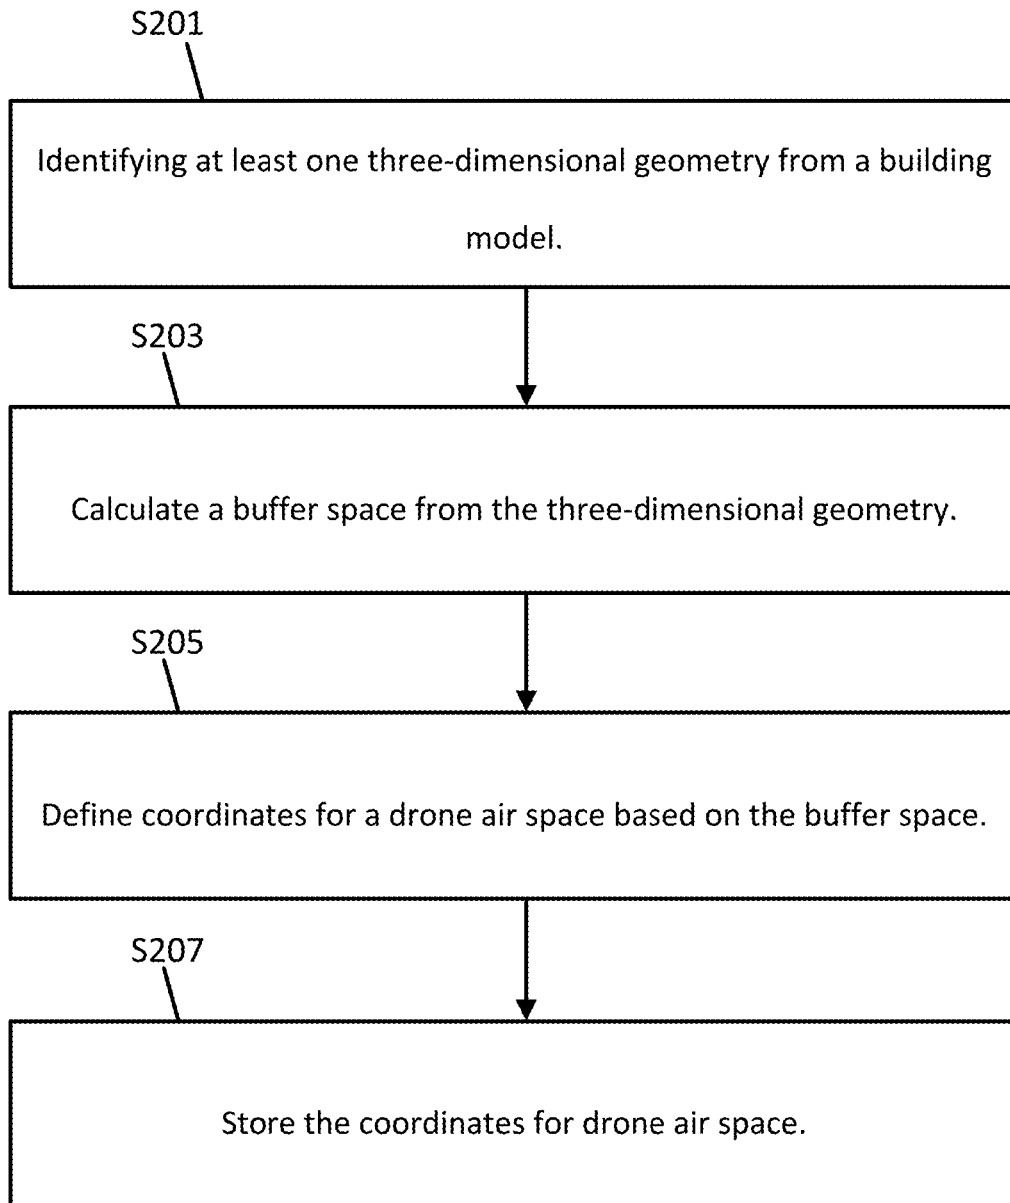 S201
Identifying at least one three-dimensional geometry from a building
model.
S203
Calculate a buffer space from the three-dimensional geometry.
S205
Define coordinates for a drone air space based on the buffer space.
S207
Store the coordinates for drone air space.